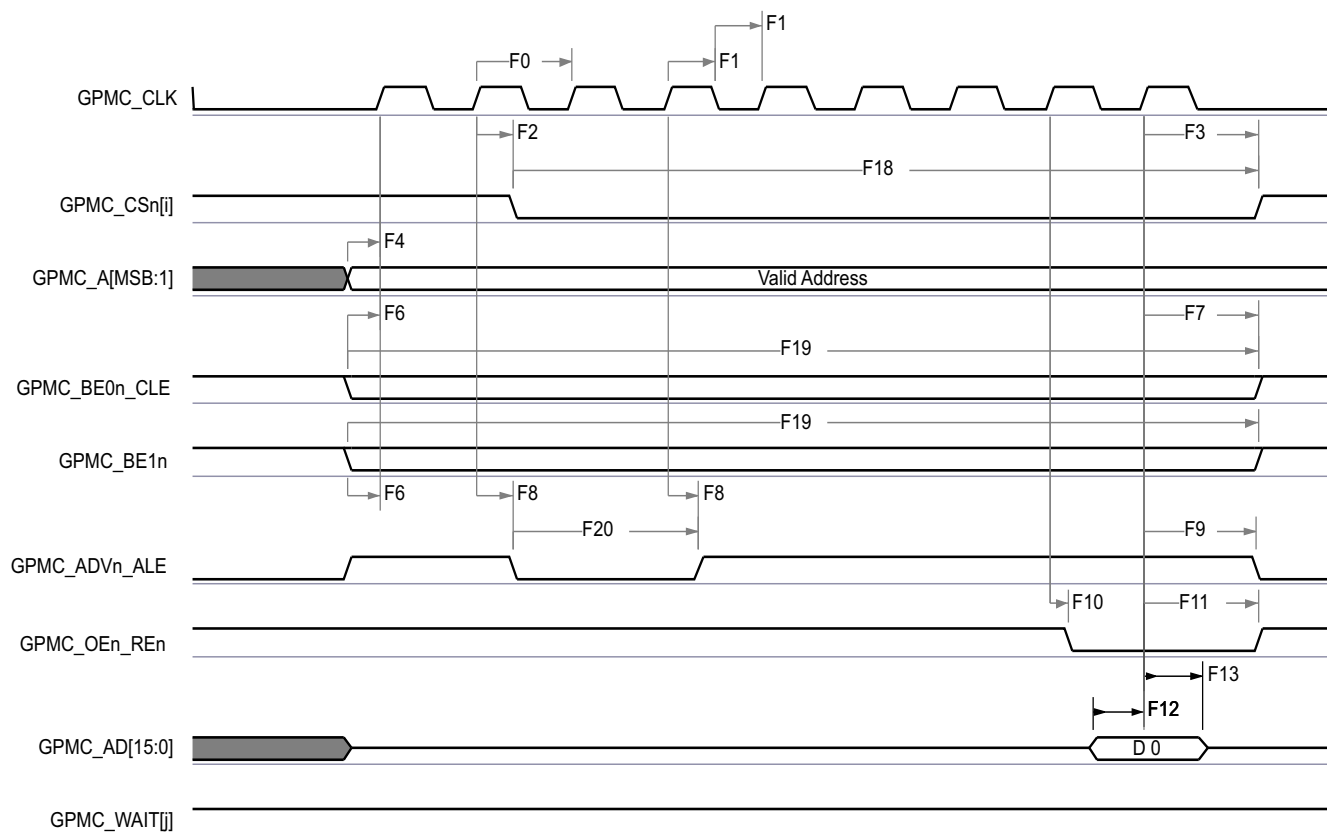 F1
F0 F1
GPMC_CLK
F2 F3
F18
GPMC_CSn[i]
F4
GPMC_A[MSB:1] Valid Address
F6 F7
F19
GPMC_BE0n_CLE
F19
GPMC_BE1n
F6 F8 F8
F20 F9
GPMC_ADVn_ALE
F10 F11
GPMC_OEn_REn
F13
F12
GPMC_AD[15:0] D 0
GPMC_WAIT[j]